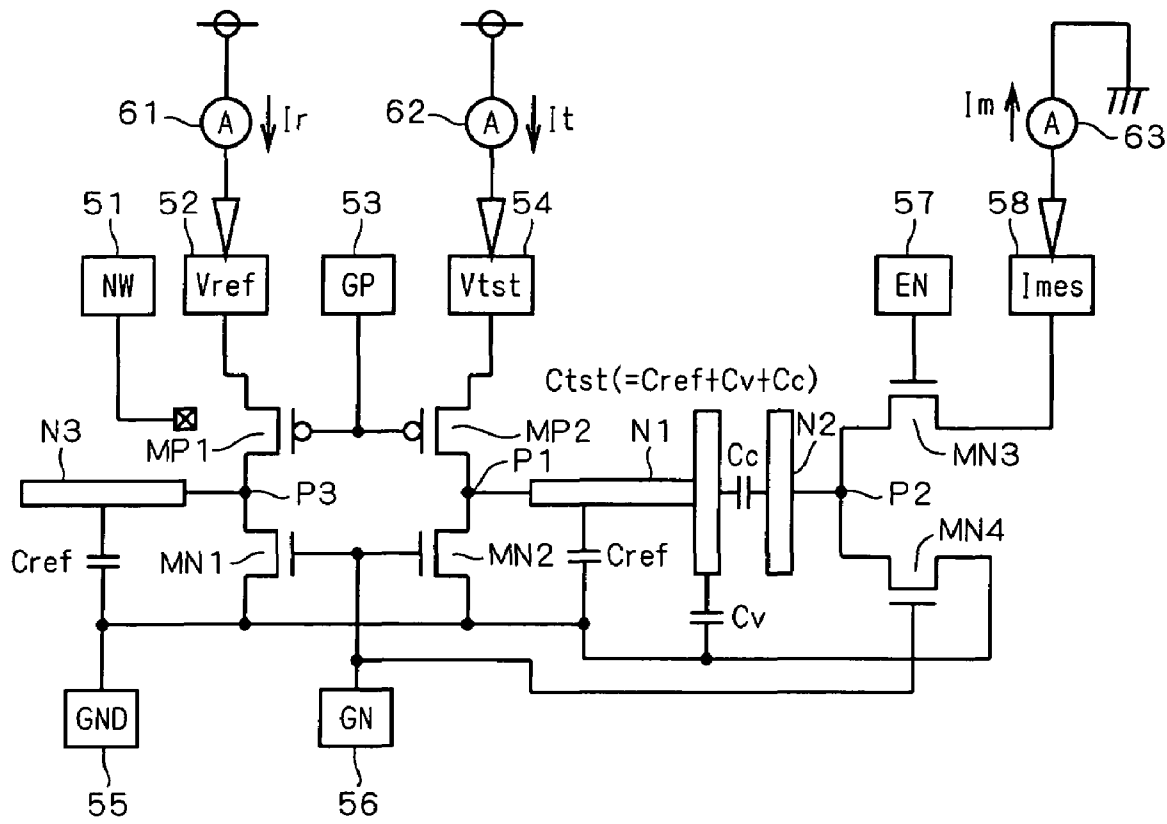 61 A Ir 62 A It Im A 63
51 52 53 54 57 58
NW Vref GP Vtst EN Imes
Ctst(=Cref+Cv+Cc)
N3 MP1 MP2 N1 N2 MN3
P3 P1 Cc P2
Cref MN1 MN2 Cref MN4
Cv
GND GN
55 56